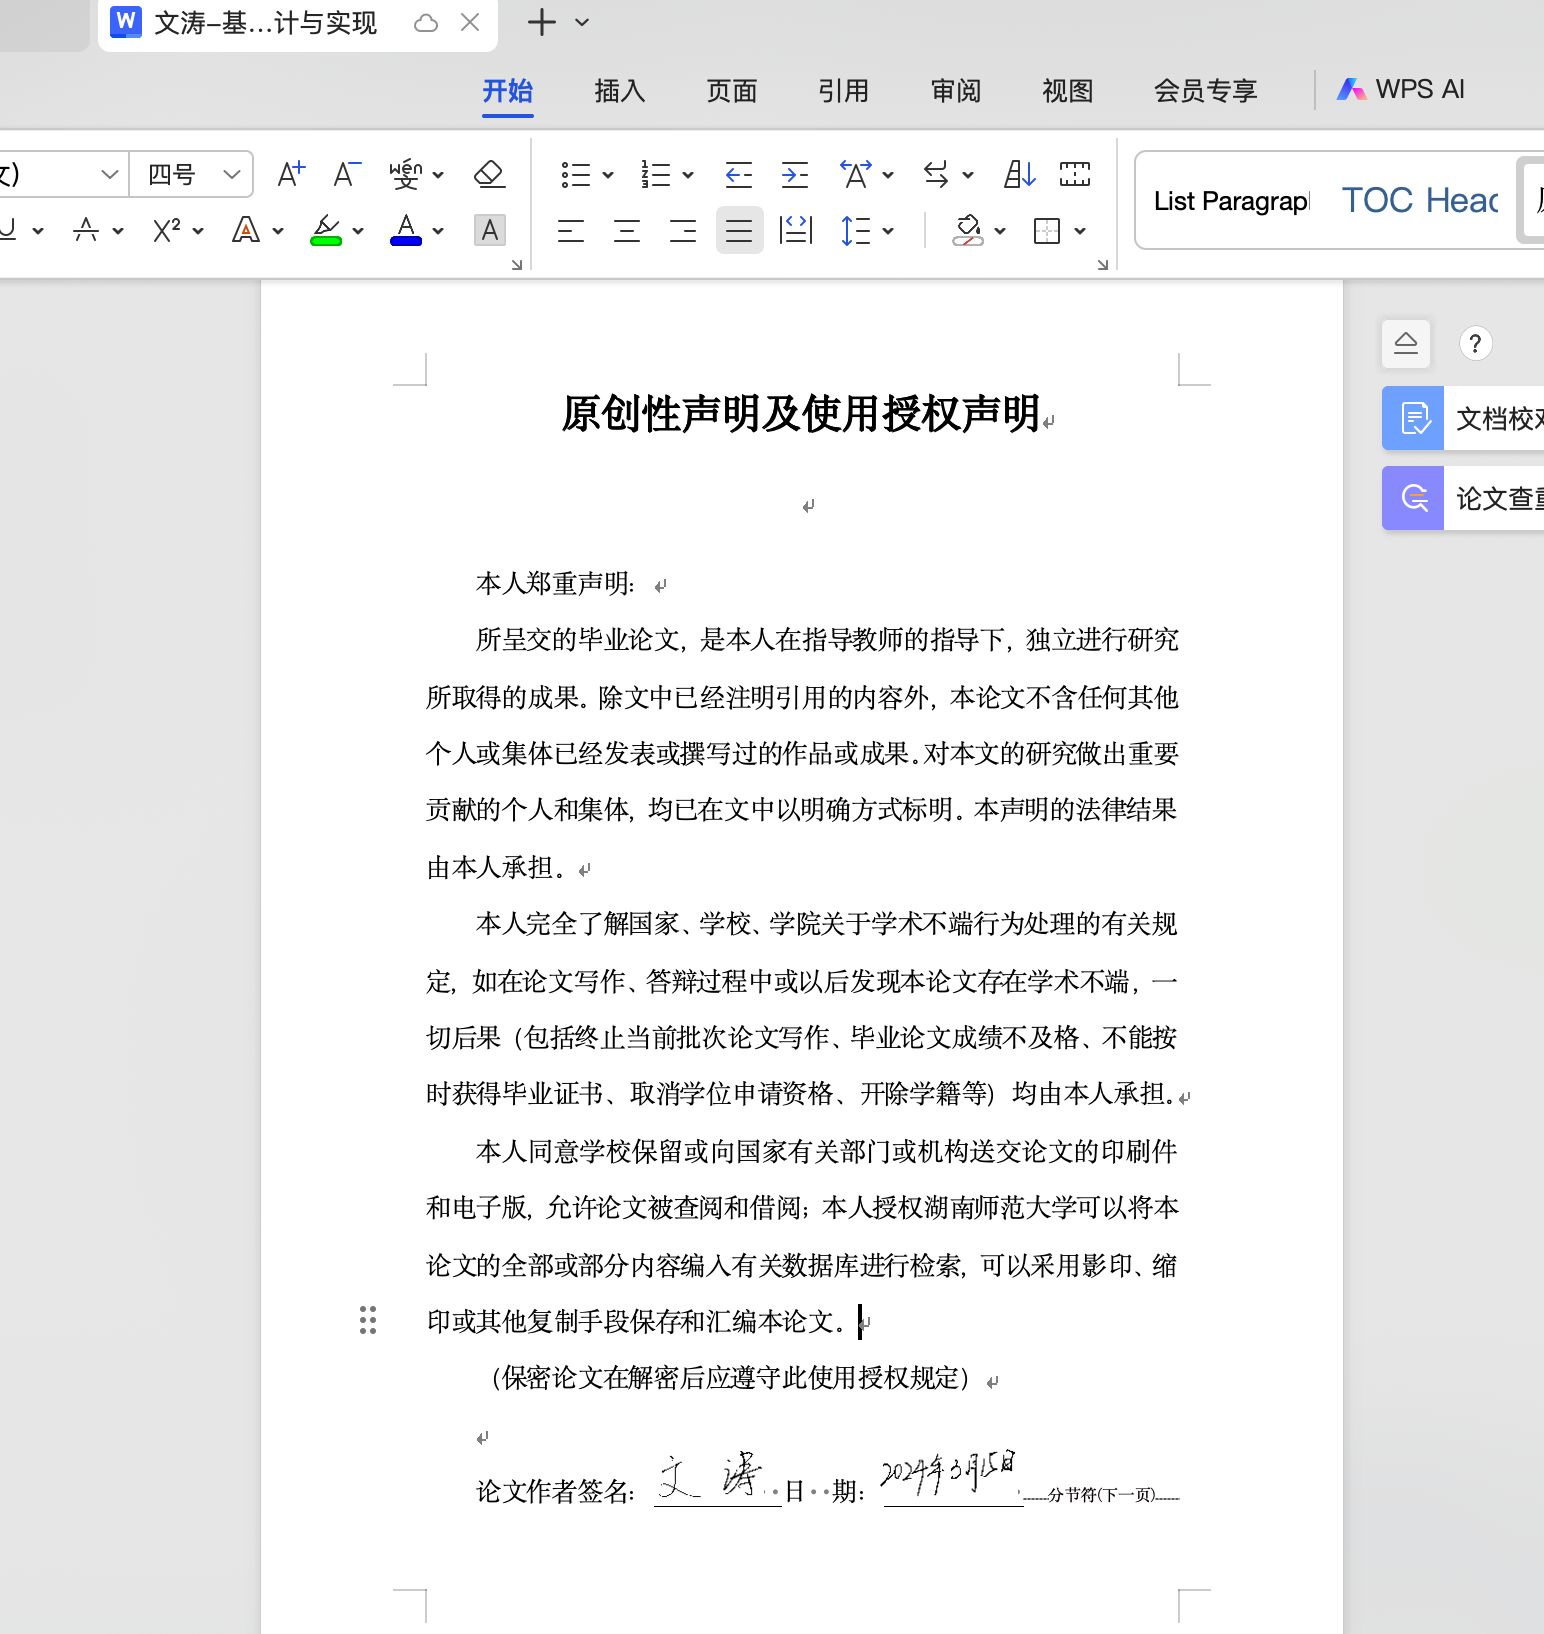 文涛-基...计与实现
开始 插入 页面 引用 审阅 视图 会员专享 WPS AI
四号 A+ A− wén文
X² A A A
List Paragrap TOC Head
原创性声明及使用授权声明
文档校
论文查重
本人郑重声明：
所呈交的毕业论文，是本人在指导教师的指导下，独立进行研究
所取得的成果。除文中已经注明引用的内容外，本论文不含任何其他
个人或集体已经发表或撰写过的作品或成果。对本文的研究做出重要
贡献的个人和集体，均已在文中以明确方式标明。本声明的法律结果
由本人承担。
本人完全了解国家、学校、学院关于学术不端行为处理的有关规
定，如在论文写作、答辩过程中或以后发现本论文存在学术不端，一
切后果（包括终止当前批次论文写作、毕业论文成绩不及格、不能按
时获得毕业证书、取消学位申请资格、开除学籍等）均由本人承担。
本人同意学校保留或向国家有关部门或机构送交论文的印刷件
和电子版，允许论文被查阅和借阅；本人授权湖南师范大学可以将本
论文的全部或部分内容编入有关数据库进行检索，可以采用影印、缩
印或其他复制手段保存和汇编本论文。
（保密论文在解密后应遵守此使用授权规定）
论文作者签名：文涛 日 期：2024年3月15日 分节符(下一页)